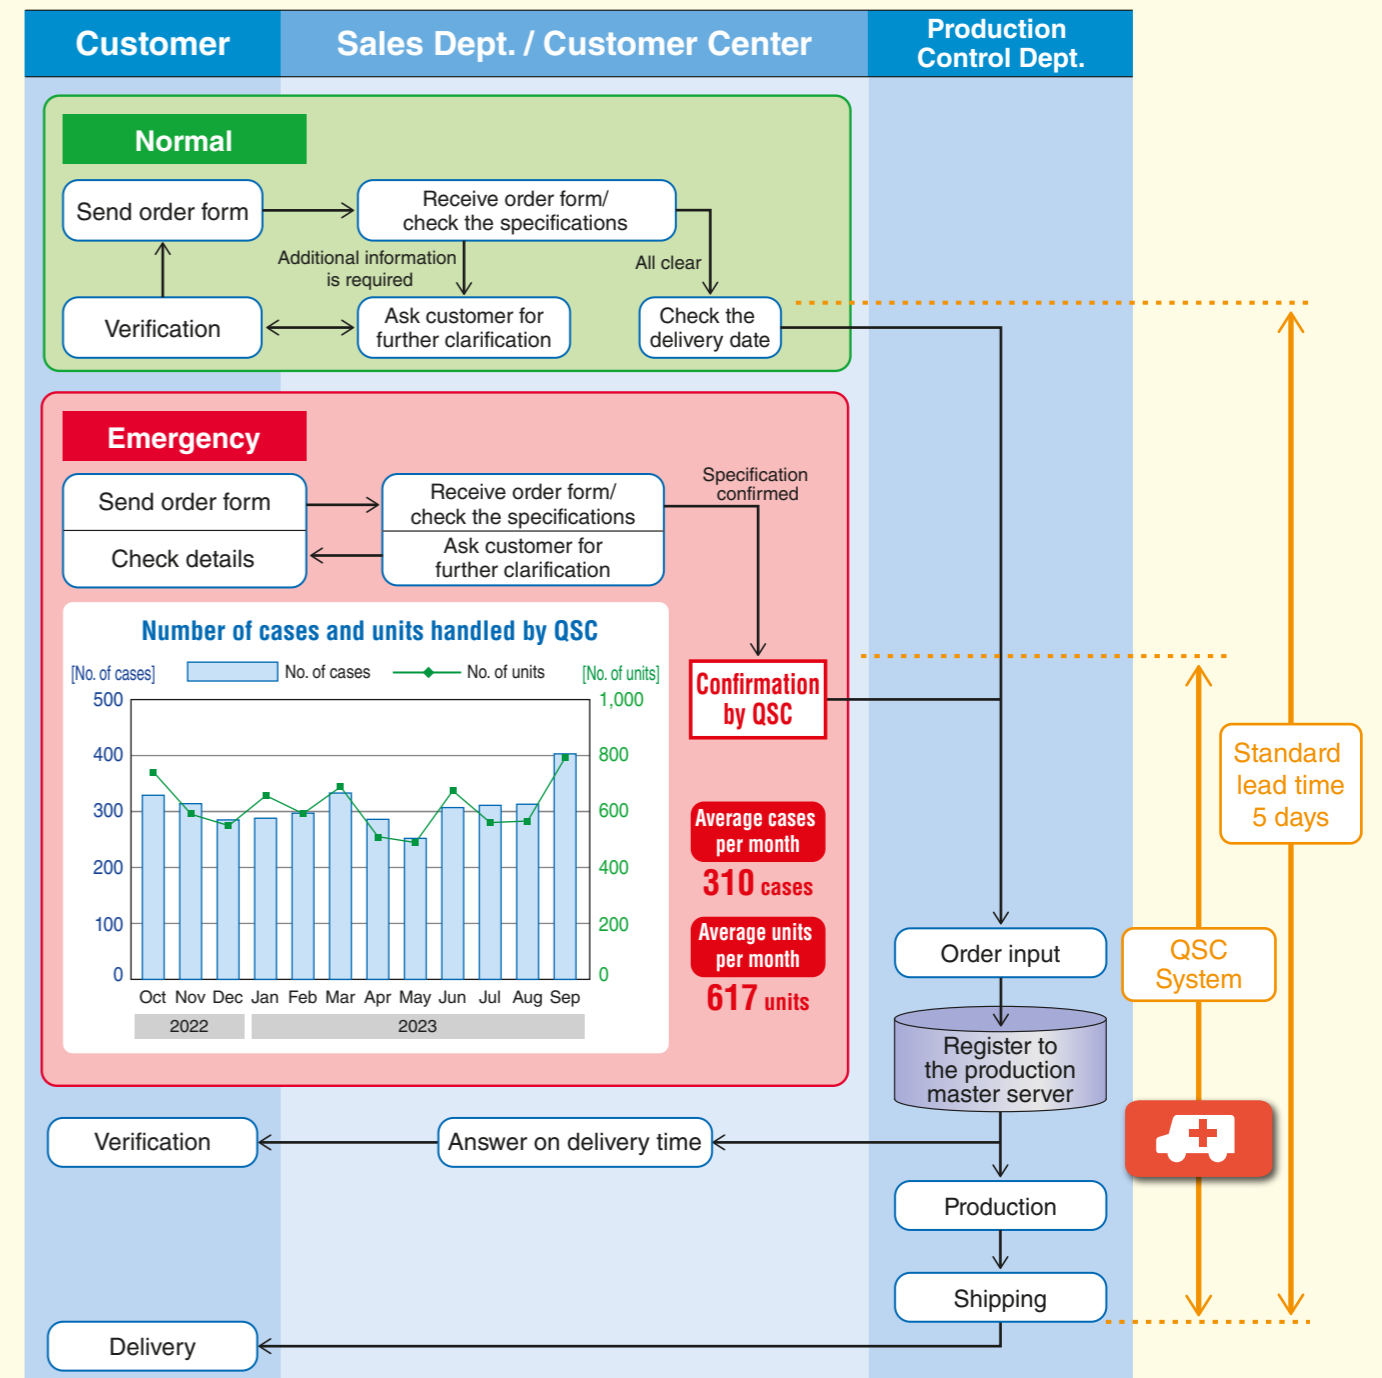 Customer
Sales Dept. / Customer Center
Production
Control Dept.
Normal
Send order form
Receive order form/
check the specifications
Additional information
is required
All clear
Verification
Ask customer for
further clarification
Check the
delivery date
Emergency
Send order form
Check details
Receive order form/
check the specifications
Ask customer for
further clarification
Specification
confirmed
Number of cases and units handled by QSC
[No. of cases]
No. of cases
No. of units
[No. of units]
500
400
300
200
100
0
1,000
800
600
400
200
0
Oct Nov Dec Jan Feb Mar Apr May Jun Jul Aug Sep
2022
2023
Confirmation
by QSC
Average cases
per month
310 cases
Average units
per month
617 units
Standard
lead time
5 days
Order input
QSC
System
Register to
the production
master server
Verification
Answer on delivery time
Production
Shipping
Delivery